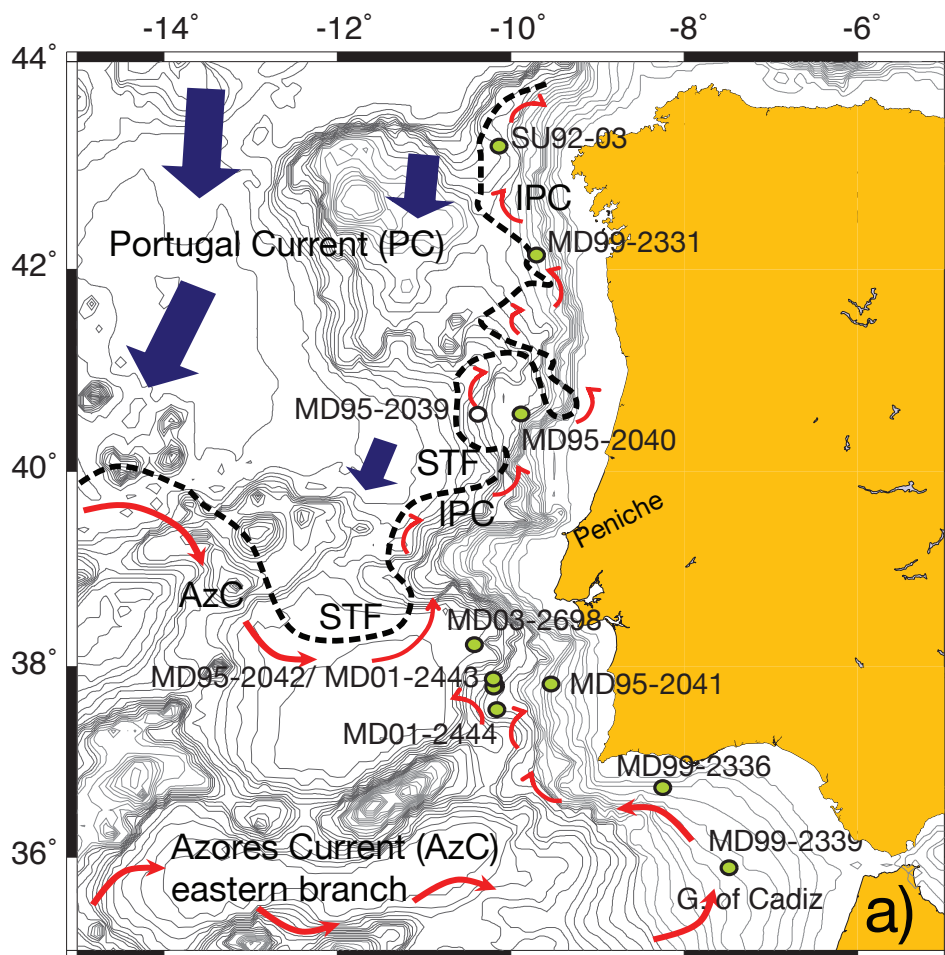 -14° -12° -10° -8° -6°
44°
SU92-03
IPC
Portugal Current (PC)
MD99-2331
42°
MD95-2039
MD95-2040
STF
40°
IPC
Peniche
AzC
STF
MD03-2698
38°
MD95-2042/ MD01-2443
MD95-2041
MD01-2444
MD99-2336
MD99-2339
36°
Azores Current (AzC)
eastern branch
G. of Cadiz
a)